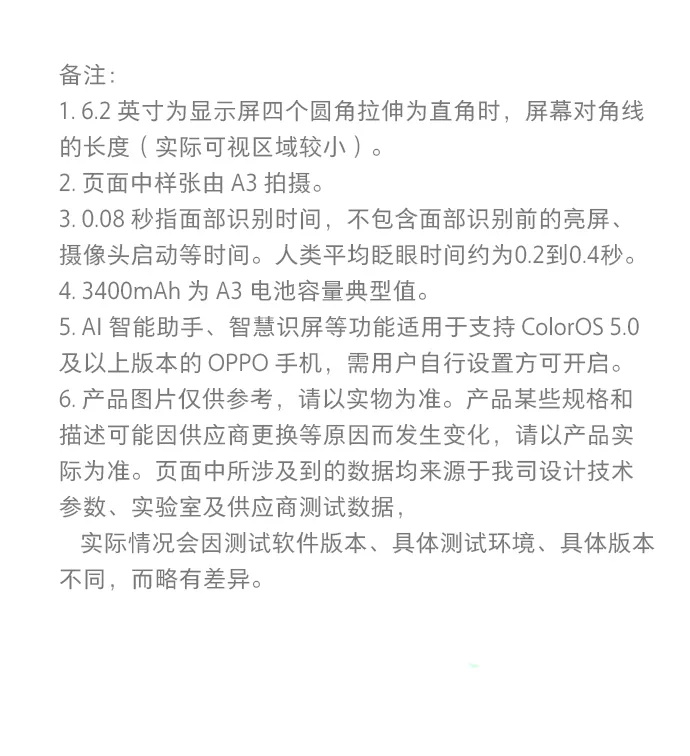 备注：
1. 6.2 英寸为显示屏四个圆角拉伸为直角时，屏幕对角线
的长度（实际可视区域较小）。
2. 页面中样张由 A3 拍摄。
3. 0.08 秒指面部识别时间，不包含面部识别前的亮屏、
摄像头启动等时间。人类平均眨眼时间约为0.2到0.4秒。
4. 3400mAh 为 A3 电池容量典型值。
5. AI 智能助手、智慧识屏等功能适用于支持 ColorOS 5.0
及以上版本的 OPPO 手机，需用户自行设置方可开启。
6. 产品图片仅供参考，请以实物为准。产品某些规格和
描述可能因供应商更换等原因而发生变化，请以产品实
际为准。页面中所涉及到的数据均来源于我司设计技术
参数、实验室及供应商测试数据，
实际情况会因测试软件版本、具体测试环境、具体版本
不同，而略有差异。